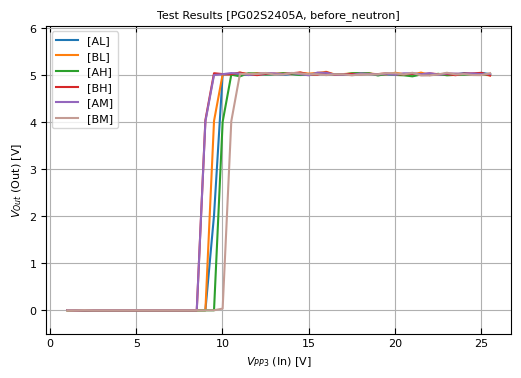 Test Results [PG02S2405A, before_neutron]
[AL]
[BL]
[AH]
[BH]
[AM]
[BM]
6
5
4
3
2
1
0
V_Out (Out) [V]
0 5 10 15 20 25
V_PP3 (In) [V]